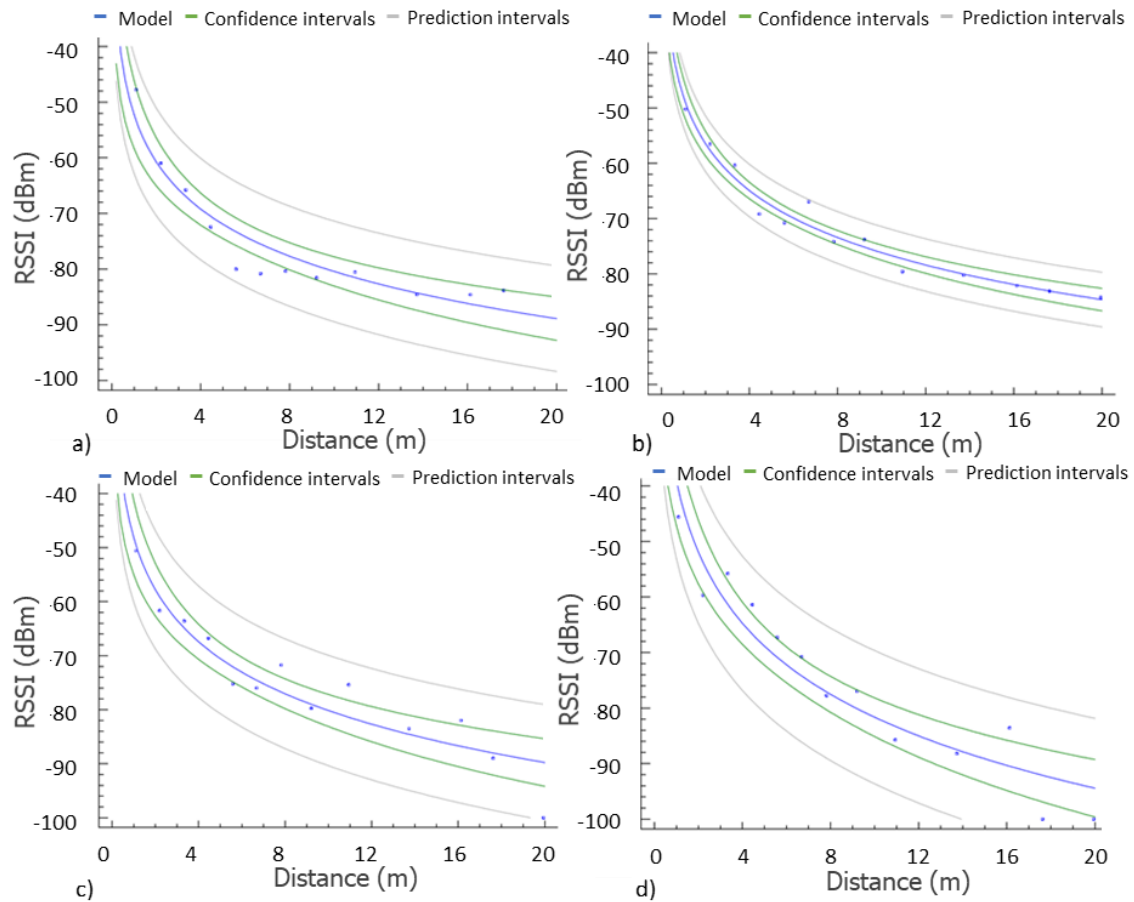 Model Confidence intervals Prediction intervals
Model Confidence intervals Prediction intervals
-40
-50
-60
-70
-80
-90
-100
RSSI (dBm)
0 4 8 12 16 20
a) Distance (m)
-40
-50
-60
-70
-80
-90
-100
RSSI (dBm)
0 4 8 12 16 20
b) Distance (m)
Model Confidence intervals Prediction intervals
Model Confidence intervals Prediction intervals
-40
-50
-60
-70
-80
-90
-100
RSSI (dBm)
0 4 8 12 16 20
c) Distance (m)
-40
-50
-60
-70
-80
-90
-100
RSSI (dBm)
0 4 8 12 16 20
d) Distance (m)